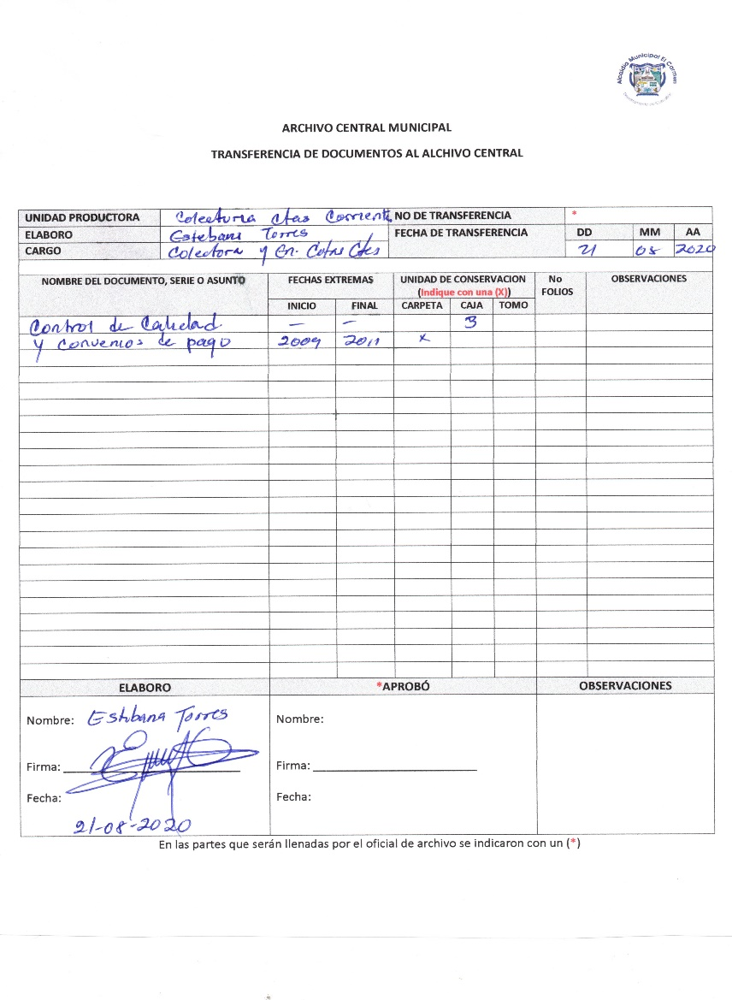 Alcaldía Municipal El Carmen
ARCHIVO CENTRAL MUNICIPAL
TRANSFERENCIA DE DOCUMENTOS AL ALCHIVO CENTRAL
UNIDAD PRODUCTORA Colecturia Ctas Corriente NO DE TRANSFERENCIA *
ELABORO Estebana Torres FECHA DE TRANSFERENCIA DD MM AA
CARGO Colectora y En. Cetas Ctes 21 08 2020
NOMBRE DEL DOCUMENTO, SERIE O ASUNTO FECHAS EXTREMAS UNIDAD DE CONSERVACION No OBSERVACIONES
(Indique con una (X)) FOLIOS
INICIO FINAL CARPETA CAJA TOMO
Control de Calidad — — 3
y convenios de pago 2009 2011 x
ELABORO *APROBÓ OBSERVACIONES
Nombre: Estebana Torres Nombre:
Firma: Firma:
Fecha: Fecha:
21-08-2020
En las partes que serán llenadas por el oficial de archivo se indicaron con un (*)